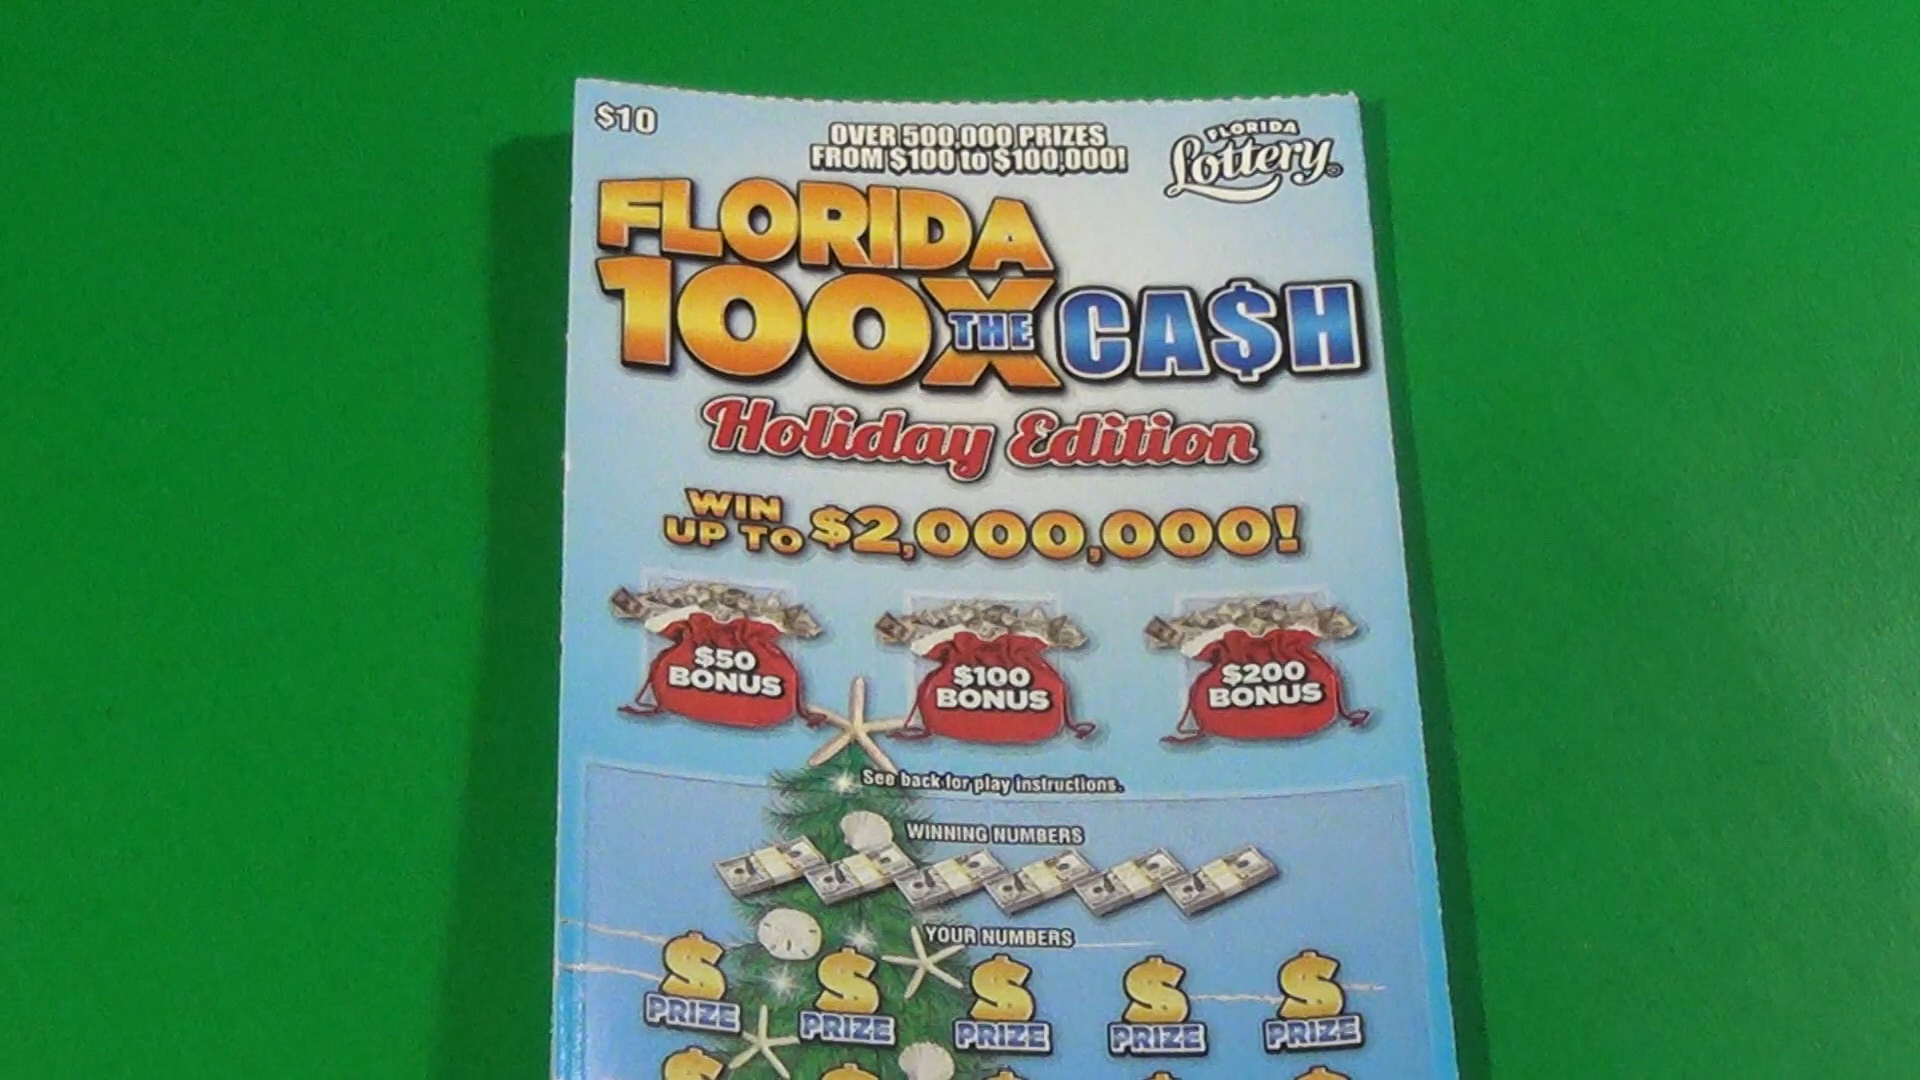 $10
OVER 500,000 PRIZES
FROM $100 to $100,000!
FLORIDA
Lottery®
FLORIDA
100X THE CA$H
Holiday Edition
WIN
UP TO $2,000,000!
$50
BONUS
$100
BONUS
$200
BONUS
See back for play instructions.
WINNING NUMBERS
YOUR NUMBERS
$ $ $ $ $
PRIZE PRIZE PRIZE PRIZE PRIZE